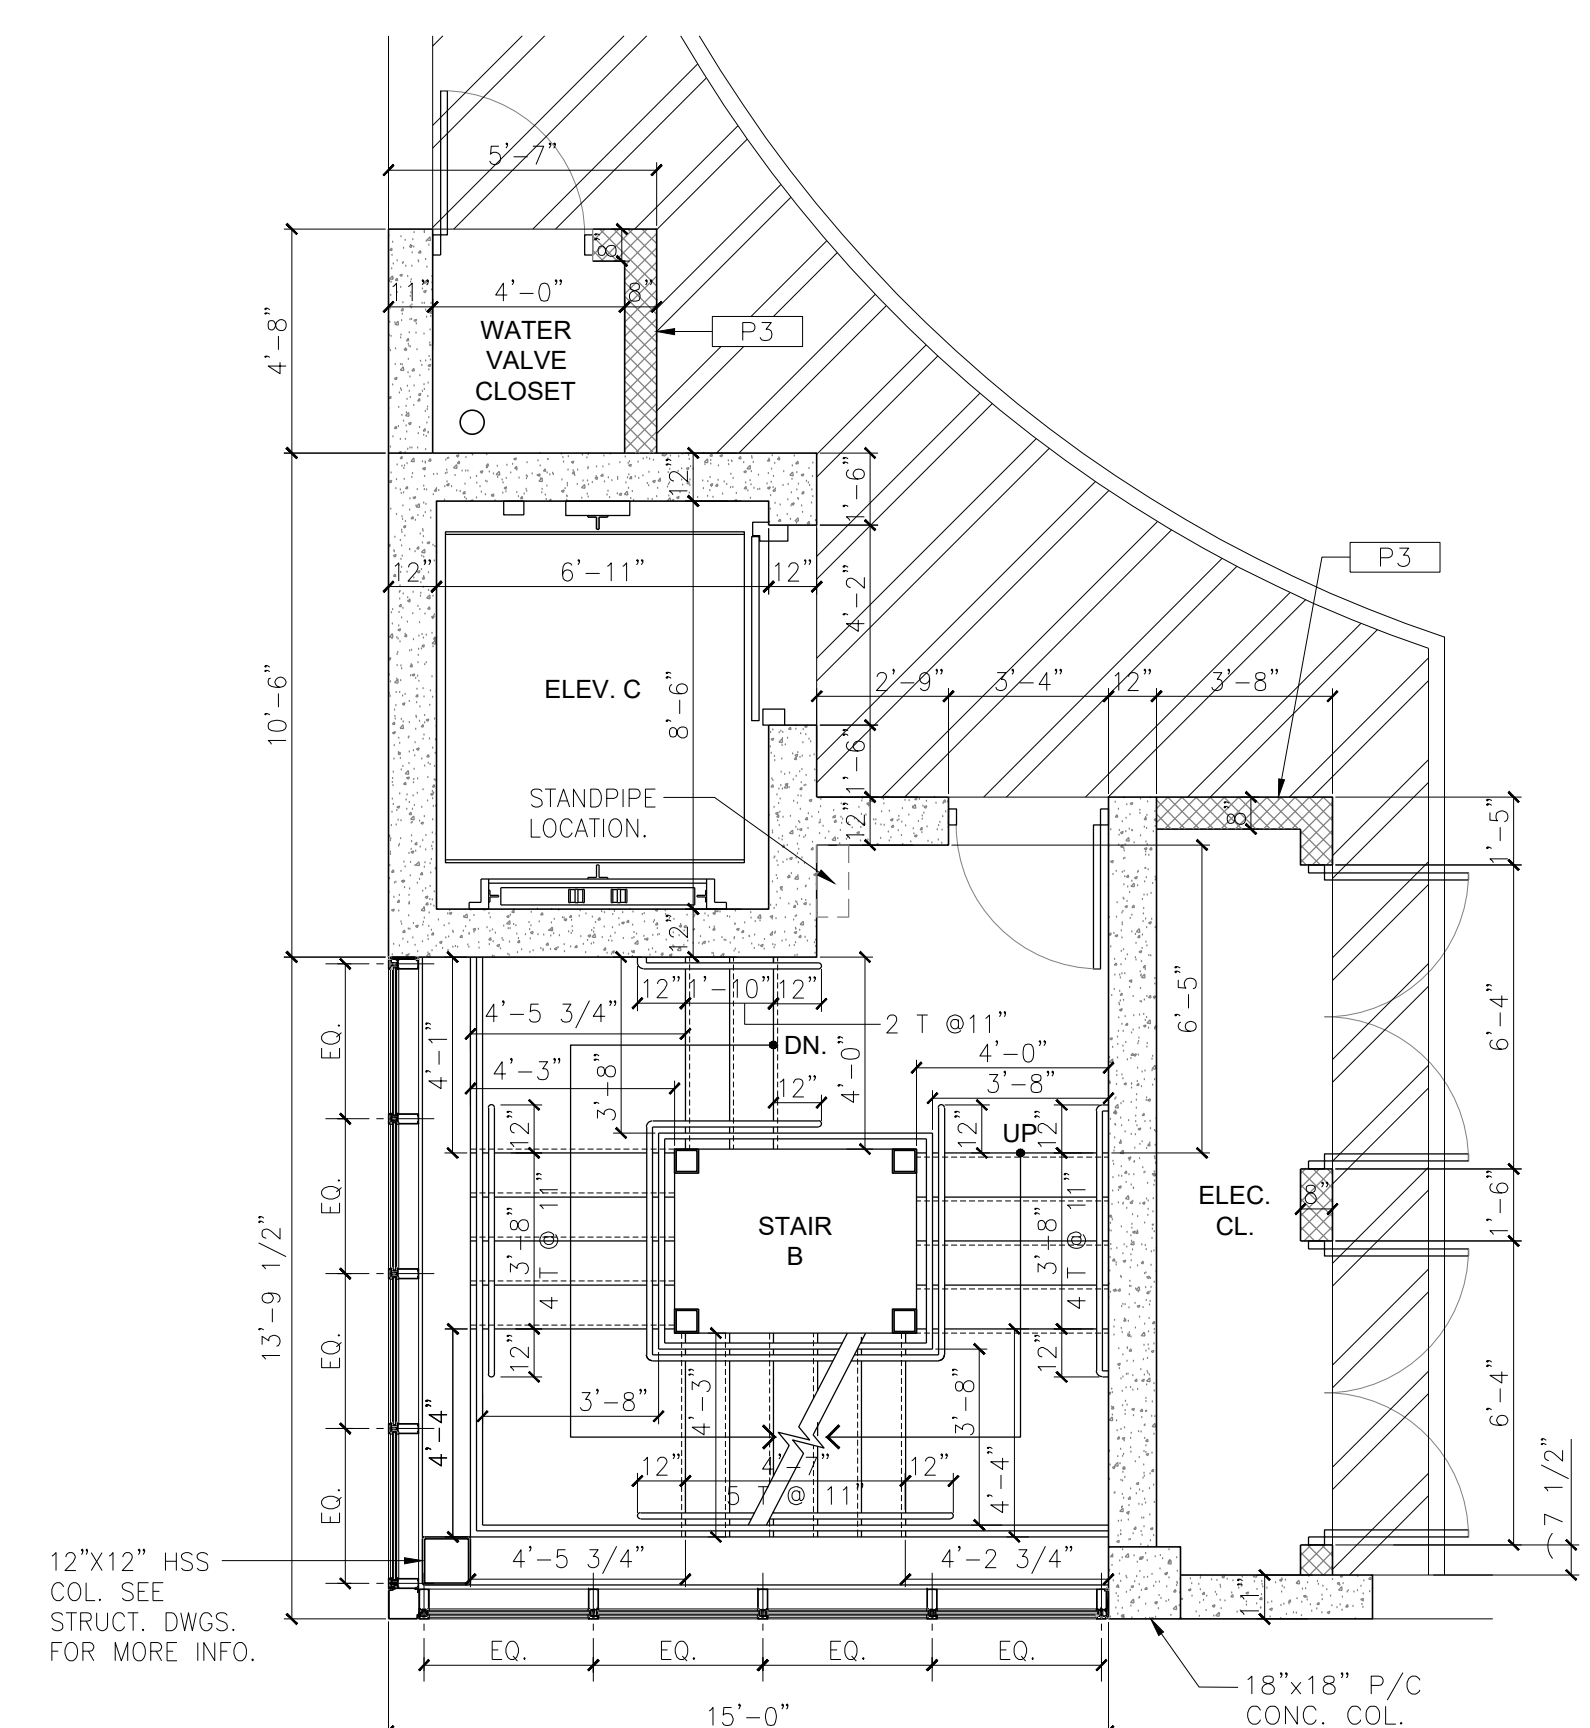 5'-7"
8"
11"
4'-0"
8"
4'-8"
WATER
VALVE
CLOSET
P3
12"
1'-6"
12"
6'-11"
12"
4'-2"
P3
10'-6"
ELEV. C
8'-6"
2'-9"
3'-4"
12"
3'-8"
1'-6"
STANDPIPE
LOCATION.
12"
8"
1'-5"
12"
6'-5"
6'-4"
EQ.
4'-1"
12"
1'-10"
12"
4'-5 3/4"
2 T @11"
DN.
4'-0"
4'-0"
4'-3"
3'-8"
12"
3'-8"
12"
12"
UP
12"
EQ.
3'-8"
4 T @ 11"
STAIR
B
3'-8"
4 T @ 11"
ELEC.
CL.
8"
1'-6"
13'-9 1/2"
EQ.
12"
12"
4'-4"
3'-8"
4'-3"
3'-8"
4'-4"
6'-4"
EQ.
12"
4'-7"
12"
5 T @ 11"
7 1/2"
12"X12" HSS
COL. SEE
STRUCT. DWGS.
FOR MORE INFO.
4'-5 3/4"
4'-2 3/4"
11"
EQ.
EQ.
EQ.
EQ.
18"x18" P/C
CONC. COL.
15'-0"